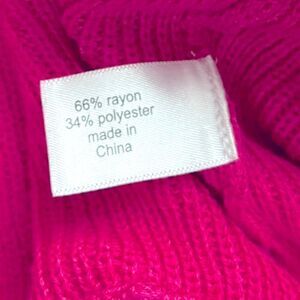 66% rayon
34% polyester
made in
China